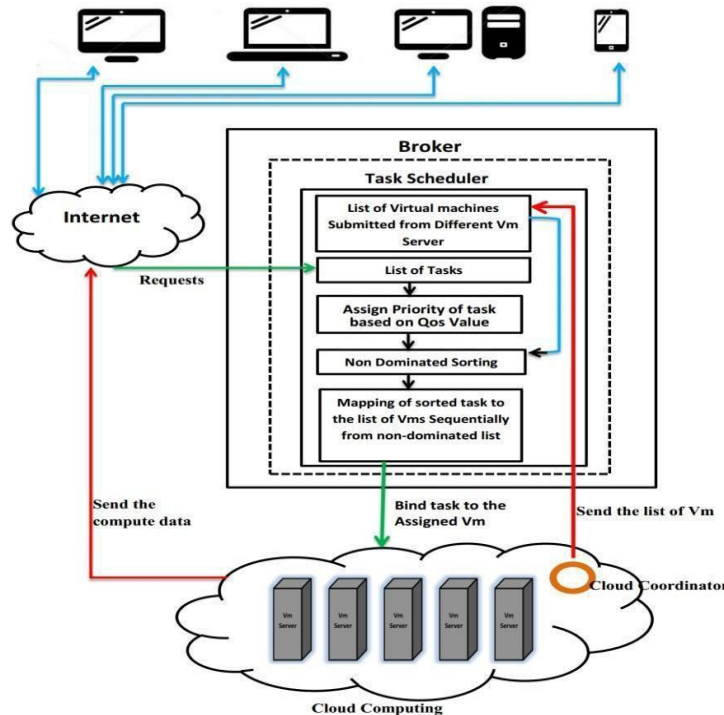 Broker
Task Scheduler
List of Virtual machines
Submitted from Different Vm
Server
Internet
Requests
List of Tasks
Assign Priority of task
based on Qos Value
Non Dominated Sorting
Mapping of sorted task to
the list of Vms Sequentially
from non-dominated list
Send the
compute data
Bind task to the
Assigned Vm
Send the list of Vm
Cloud Coordinator
Vm
Server
Vm
Server
Vm
Server
Vm
Server
Vm
Server
Cloud Computing